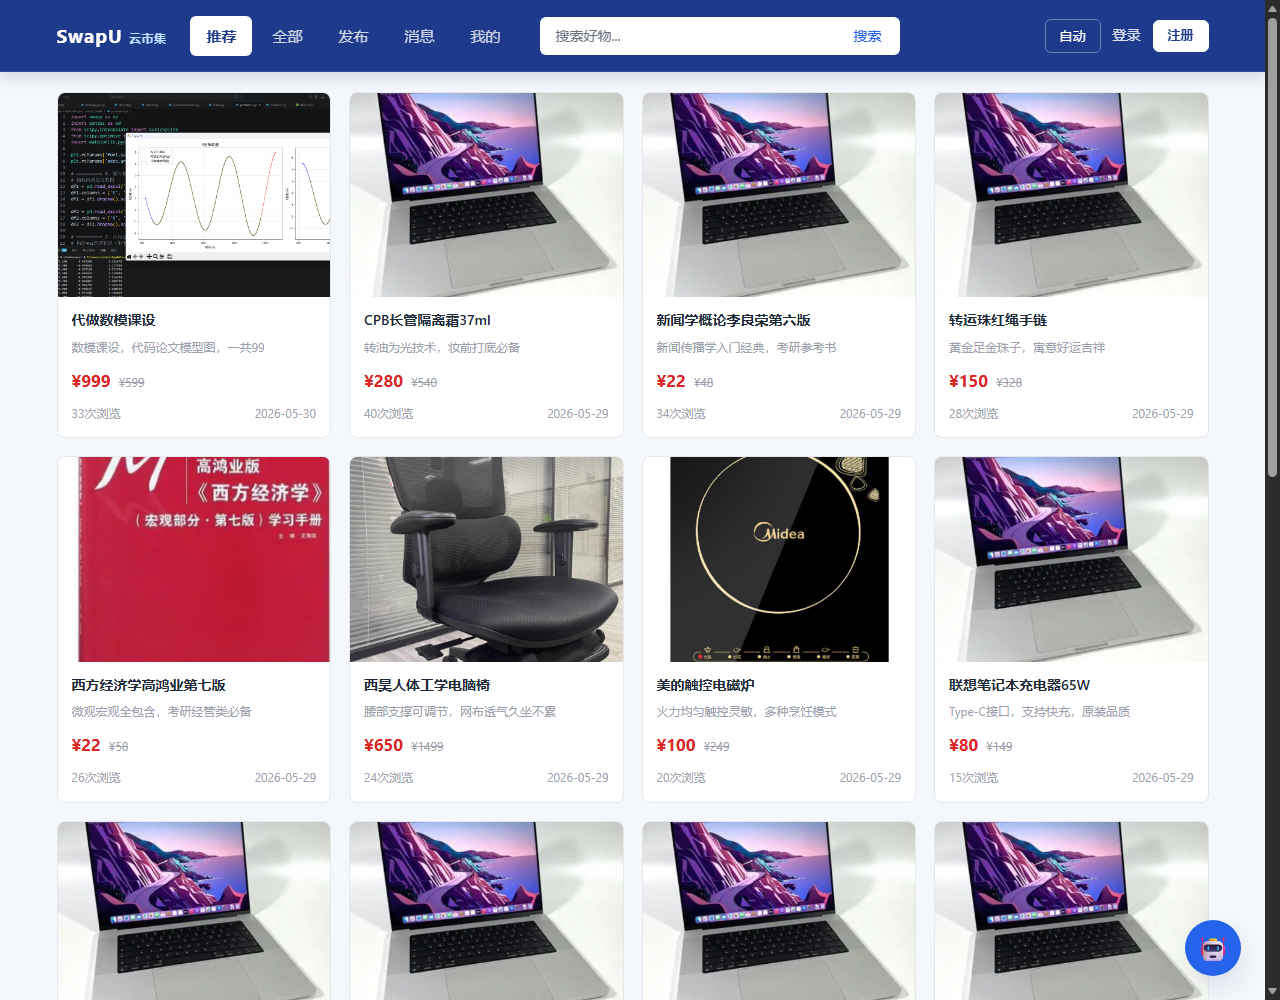 SwapU 云市集
推荐
全部
发布
消息
我的
搜索好物...
搜索
自动
登录
注册
代做数模课设
数模课设，代码论文模型图，一共99
¥999 ¥599
33次浏览 2026-05-30
CPB长管隔离霜37ml
转油为光技术，妆前打底必备
¥280 ¥540
40次浏览 2026-05-29
新闻学概论李良荣第六版
新闻传播学入门经典，考研参考书
¥22 ¥48
34次浏览 2026-05-29
转运珠红绳手链
黄金足金珠子，寓意好运吉祥
¥150 ¥328
28次浏览 2026-05-29
高鸿业版
《西方经济学》
（宏观部分·第七版）学习手册
西方经济学高鸿业第七版
微观宏观全包含，考研经管类必备
¥22 ¥58
26次浏览 2026-05-29
西昊人体工学电脑椅
腰部支撑可调节，网布透气久坐不累
¥650 ¥1499
24次浏览 2026-05-29
Midea
美的触控电磁炉
火力均匀触控灵敏，多种烹饪模式
¥100 ¥249
20次浏览 2026-05-29
联想笔记本充电器65W
Type-C接口，支持快充，原装品质
¥80 ¥149
15次浏览 2026-05-29